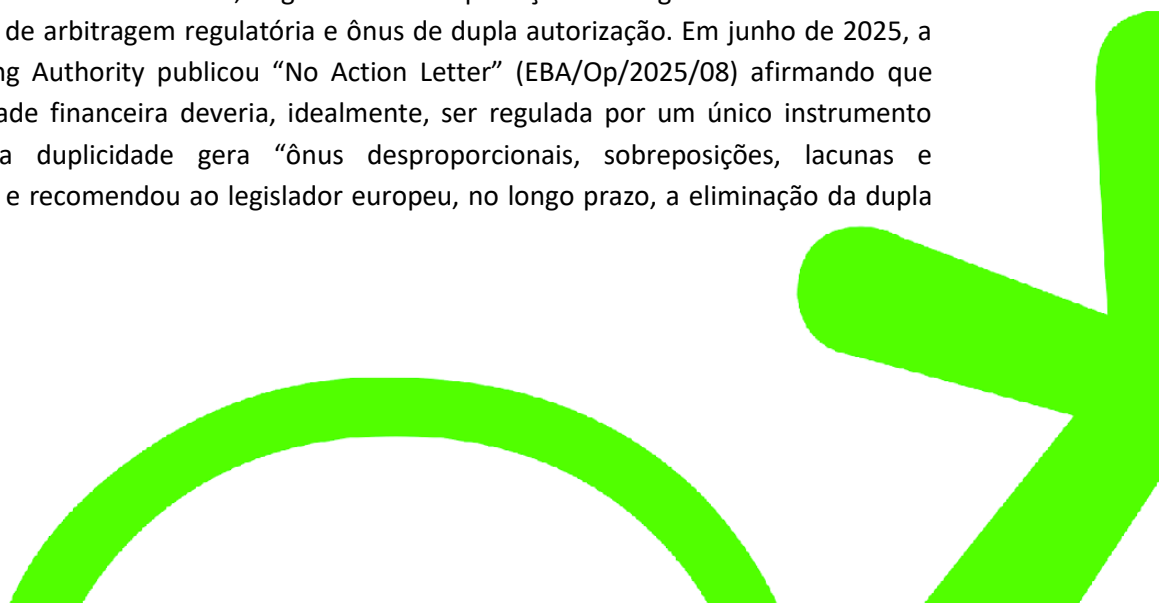 de arbitragem regulatória e ônus de dupla autorização. Em junho de 2025, a
ng Authority publicou “No Action Letter” (EBA/Op/2025/08) afirmando que
ade financeira deveria, idealmente, ser regulada por um único instrumento
a duplicidade gera “ônus desproporcionais, sobreposições, lacunas e
e recomendou ao legislador europeu, no longo prazo, a eliminação da dupla